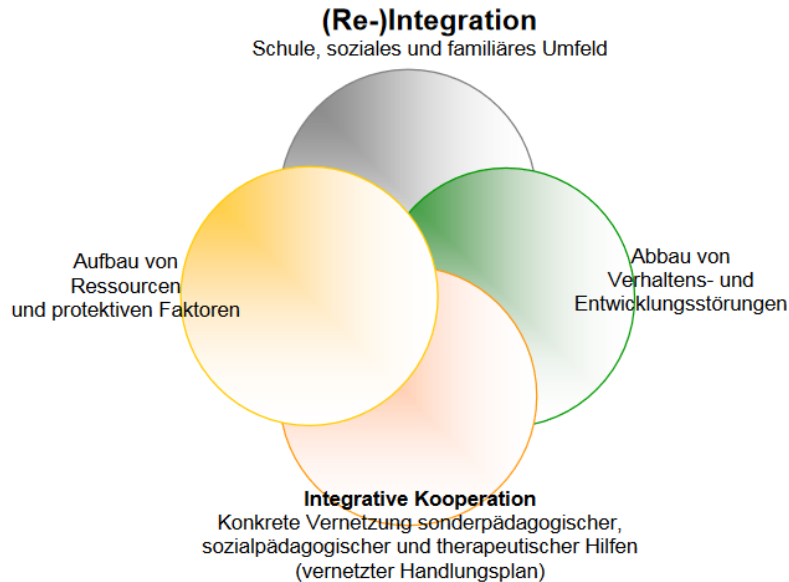 (Re-)Integration
Schule, soziales und familiäres Umfeld
Aufbau von
Ressourcen
und protektiven Faktoren
Abbau von
Verhaltens- und
Entwicklungsstörungen
Integrative Kooperation
Konkrete Vernetzung sonderpädagogischer,
sozialpädagogischer und therapeutischer Hilfen
(vernetzter Handlungsplan)